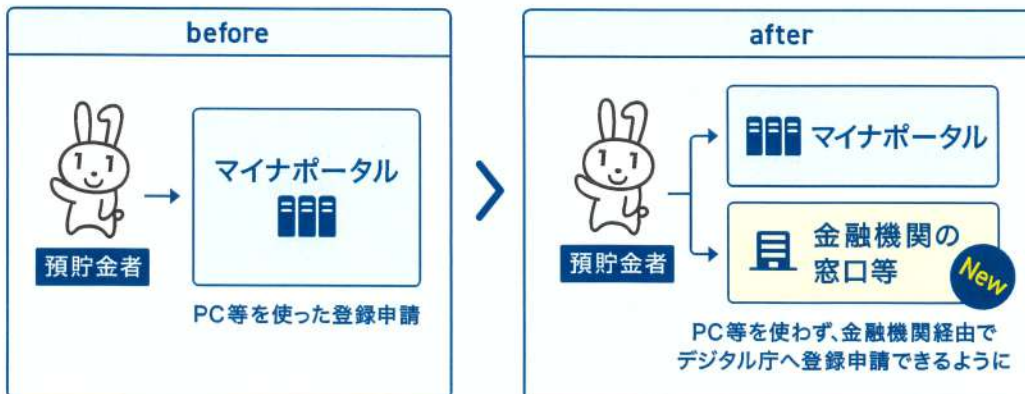 before
マイナポータル
預貯金者
PC等を使った登録申請
after
マイナポータル
預貯金者
金融機関の
窓口等
New
PC等を使わず、金融機関経由で
デジタル庁へ登録申請できるように